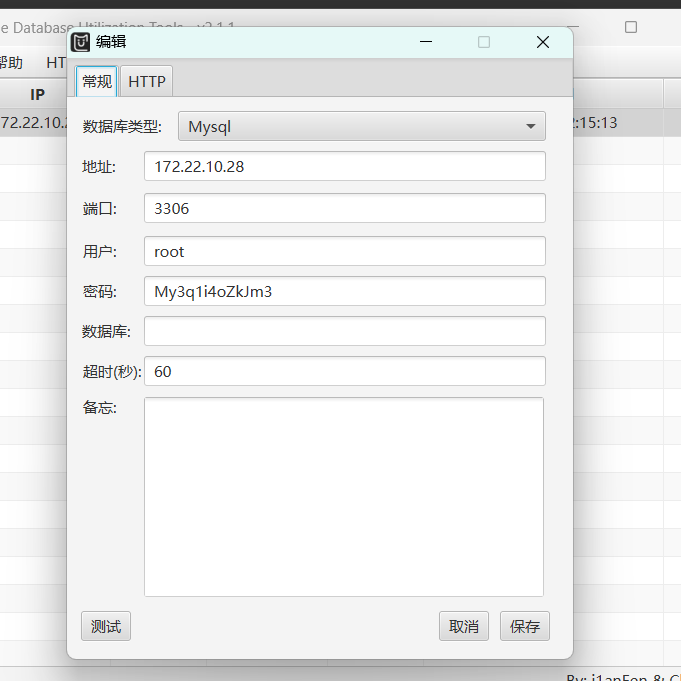 e Database Utilization Tools - v2.1.1
编辑
帮助
HT
常规 HTTP
IP
数据库类型: Mysql
72.22.10.2
2:15:13
地址: 172.22.10.28
端口: 3306
用户: root
密码: My3q1i4oZkJm3
数据库:
超时(秒): 60
备忘:
测试 取消 保存
By: j1anFen